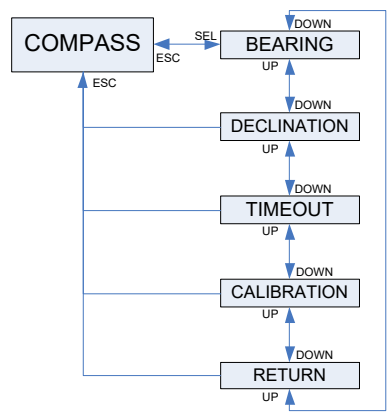 DOWN
COMPASS
SEL
BEARING
ESC
UP
ESC
DOWN
DECLINATION
UP
DOWN
TIMEOUT
UP
DOWN
CALIBRATION
UP
DOWN
RETURN
UP